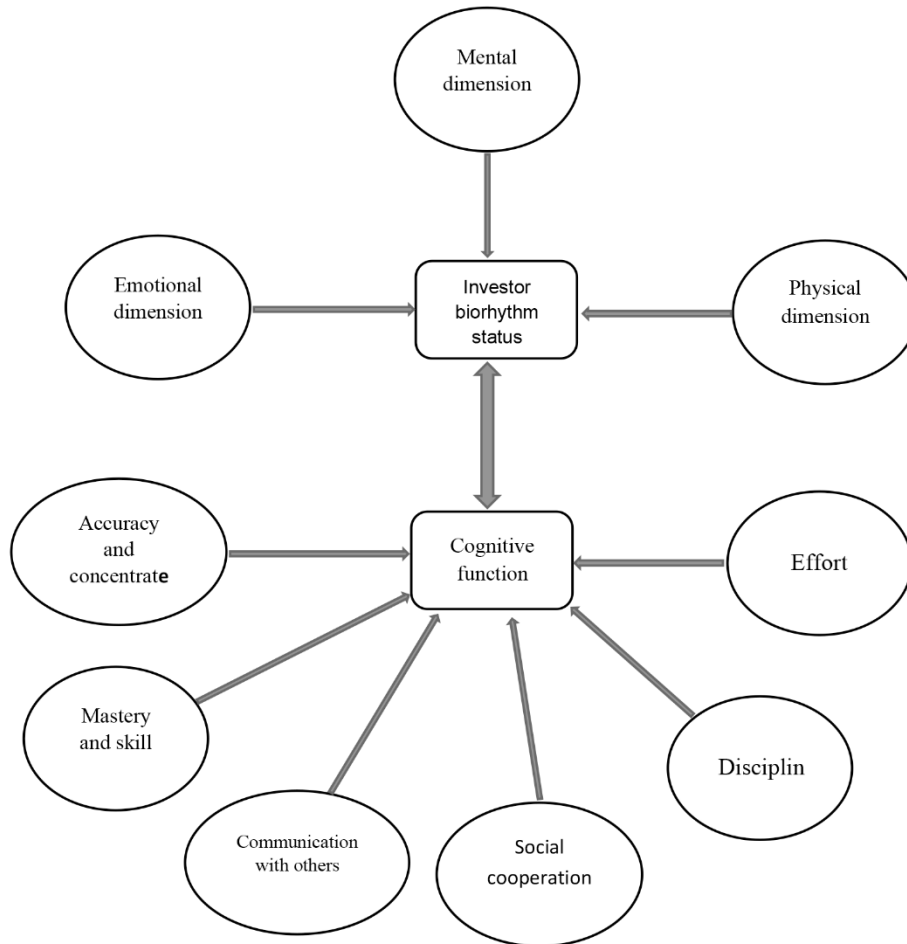 Mental
dimension
Emotional
dimension
Investor
biorhythm
status
Physical
dimension
Accuracy
and
concentrate
Cognitive
function
Effort
Mastery
and skill
Disciplin
Communication
with others
Social
cooperation